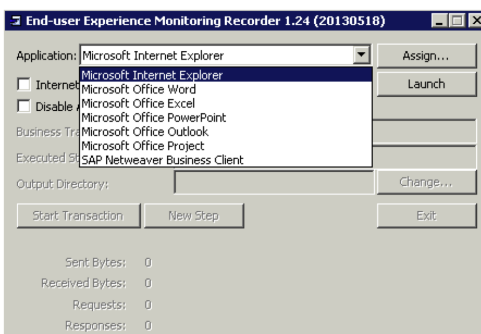 End-user Experience Monitoring Recorder 1.24 (20130518)
Application: Microsoft Internet Explorer Assign...
Microsoft Internet Explorer
Internet Microsoft Office Word Launch
Microsoft Office Excel
Disable Microsoft Office PowerPoint
Microsoft Office Outlook
Business Tra Microsoft Office Project
Executed St SAP Netweaver Business Client
Output Directory: Change...
Start Transaction New Step Exit
Sent Bytes: 0
Received Bytes: 0
Requests: 0
Responses: 0